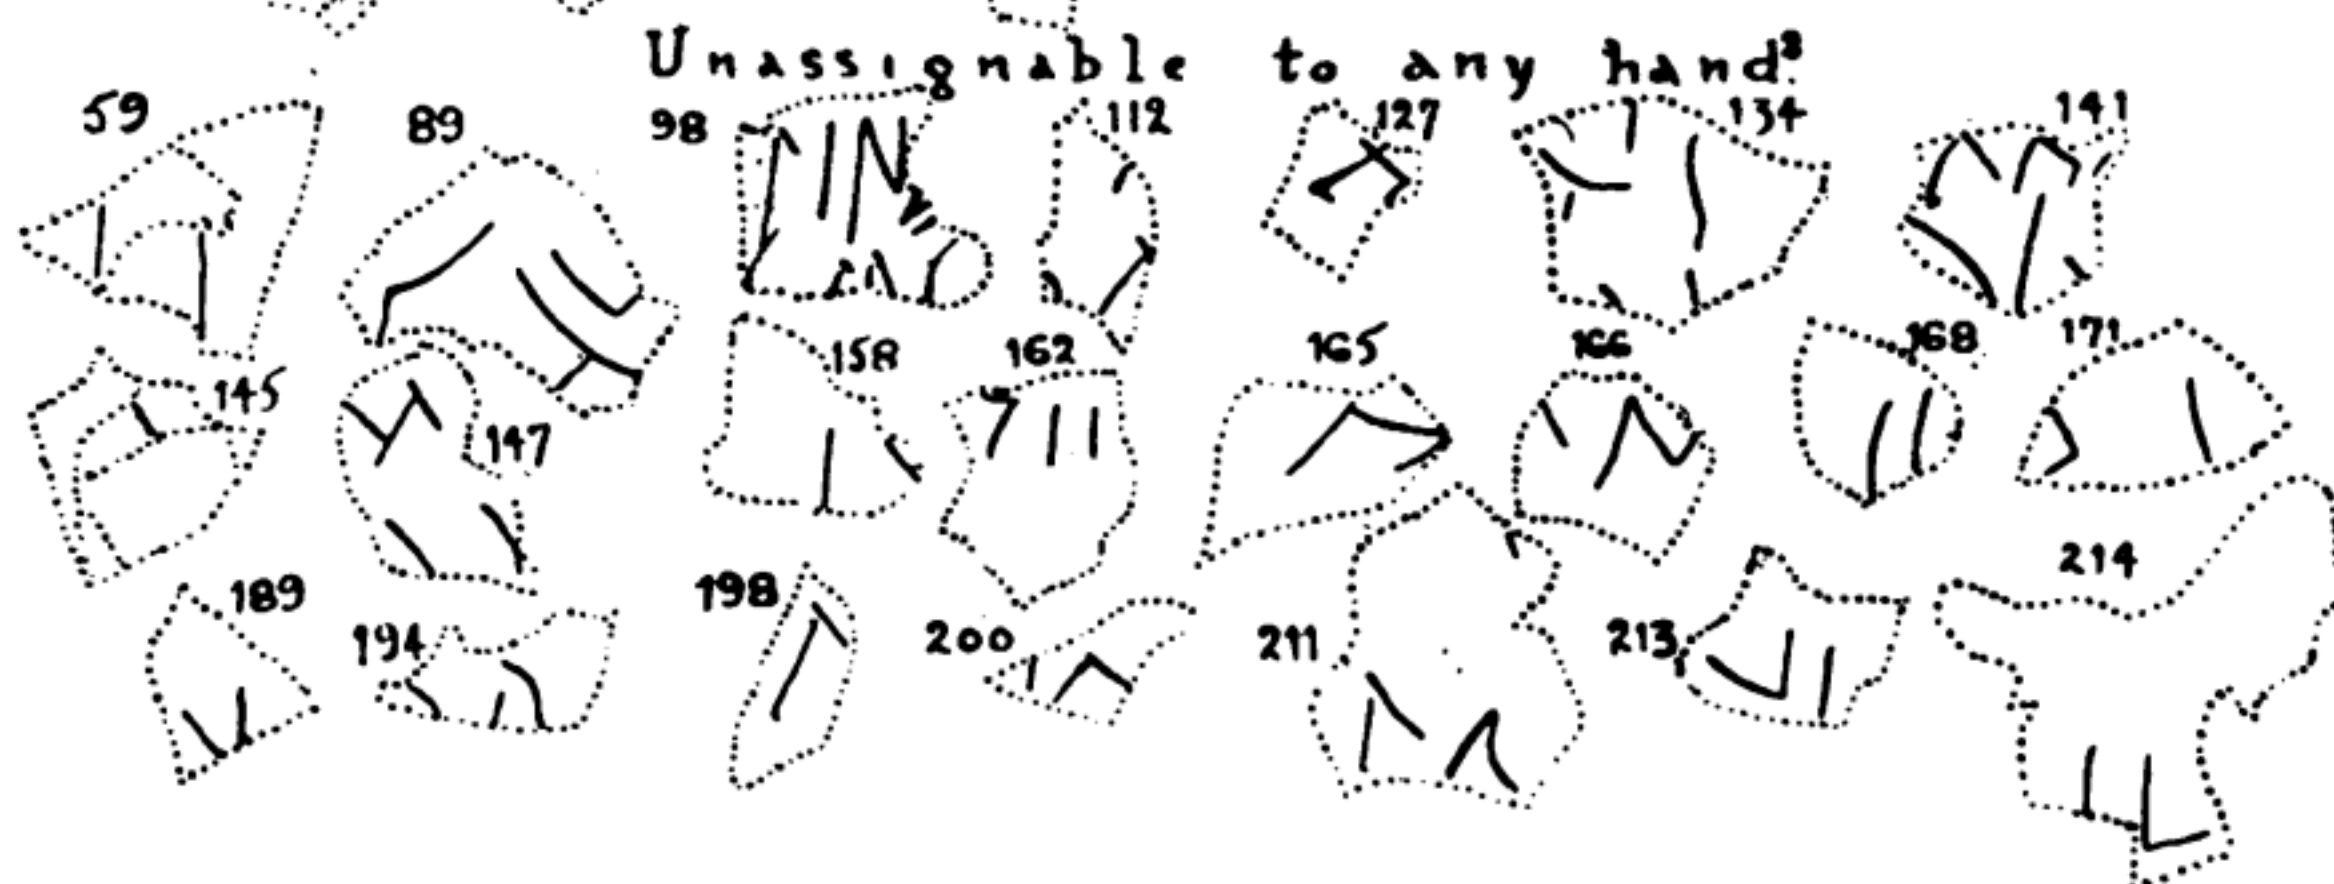 Unassignable to any hand?
59 89 98 112 127 134 141
145 147 158 162 165 166 168 171
189 194 198 200 211 213 214